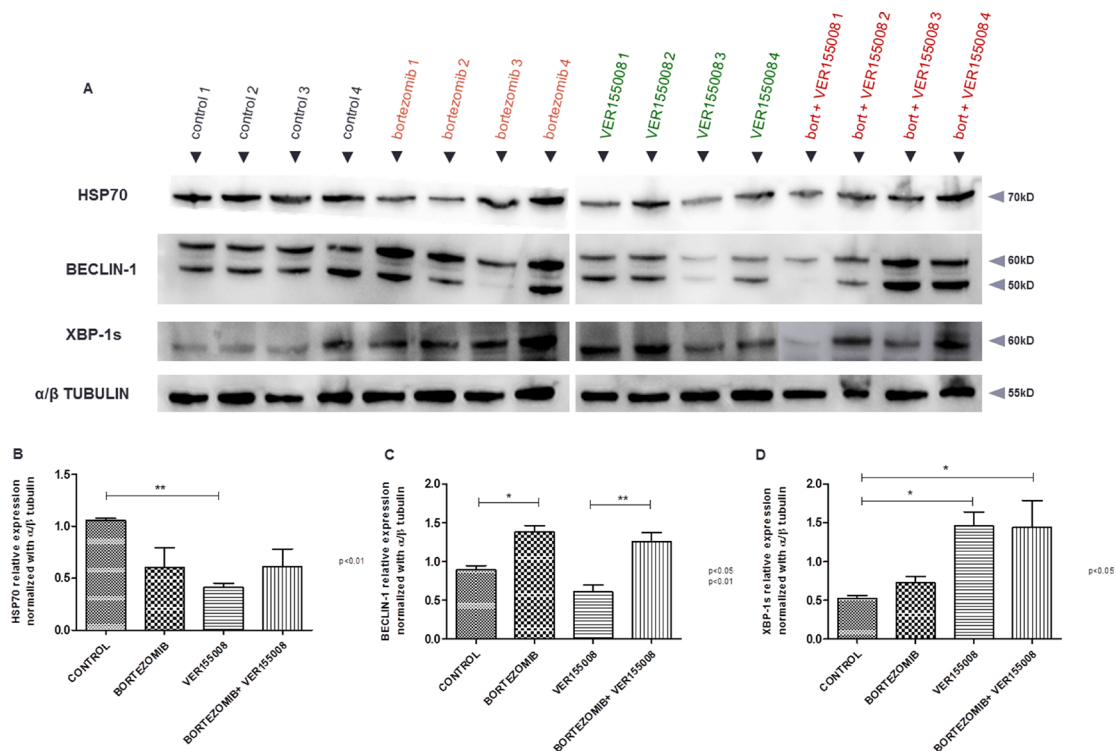 A
control 1
control 2
control 3
control 4
bortezomib 1
bortezomib 2
bortezomib 3
bortezomib 4
VER155008 1
VER155008 2
VER155008 3
VER155008 4
bort + VER155008 1
bort + VER155008 2
bort + VER155008 3
bort + VER155008 4
HSP70
70kD
BECLIN-1
60kD
50kD
XBP-1s
60kD
α/β TUBULIN
55kD
B
HSP70 relative expression
normalized with α/β tubulin
1.5
1.0
0.5
0.0
**
p<0.01
CONTROL
BORTEZOMIB
VER155008
BORTEZOMIB+ VER155008
C
BECLIN-1 relative expression
normalized with α/β tubulin
2.0
1.5
1.0
0.5
0.0
*
**
p<0.05
p<0.01
CONTROL
BORTEZOMIB
VER155008
BORTEZOMIB+ VER155008
D
XBP-1s relative expression
normalized with α/β tubulin
2.0
1.5
1.0
0.5
0.0
*
*
p<0.05
CONTROL
BORTEZOMIB
VER155008
BORTEZOMIB+ VER155008